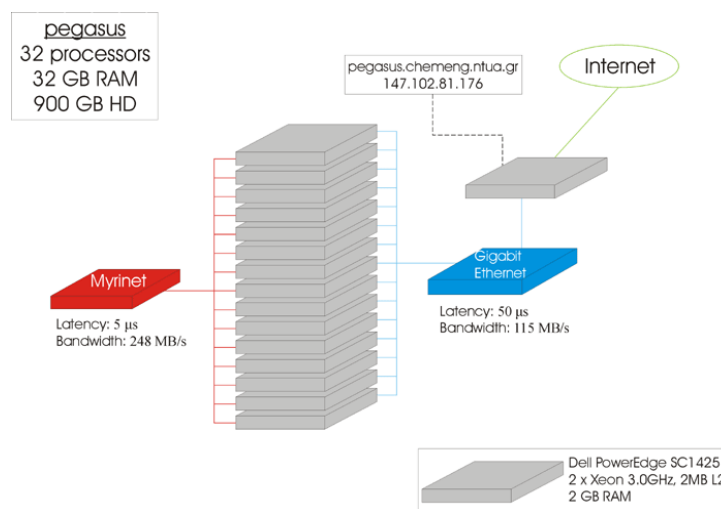 pegasus
32 processors
32 GB RAM
900 GB HD
pegasus.chemeng.ntua.gr
147.102.81.176
Internet
Myrinet
Latency: 5 μs
Bandwidth: 248 MB/s
Gigabit
Ethernet
Latency: 50 μs
Bandwidth: 115 MB/s
Dell PowerEdge SC1425
2 x Xeon 3.0GHz, 2MB L2
2 GB RAM